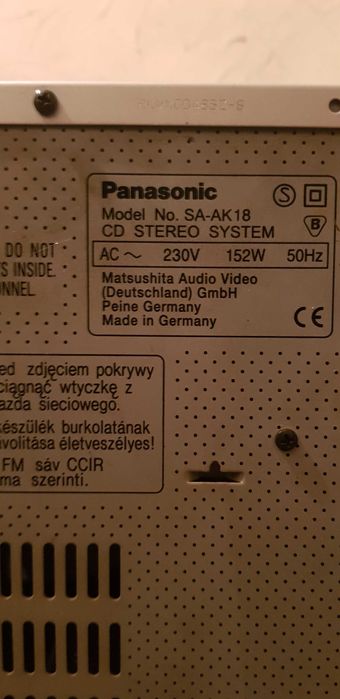 Panasonic
Model No. SA-AK18
CD STEREO SYSTEM
AC ~ 230V 152W 50Hz
Matsushita Audio Video
(Deutschland) GmbH
Peine Germany
Made in Germany
CE
S
B
DO NOT
S INSIDE.
NNEL
ed zdjęciem pokrywy
ciągnąć wtyczkę z
azda sieciowego.
észülék burkolatának
ávolitása életveszélyes!
FM sáv CCIR
ma szerinti.